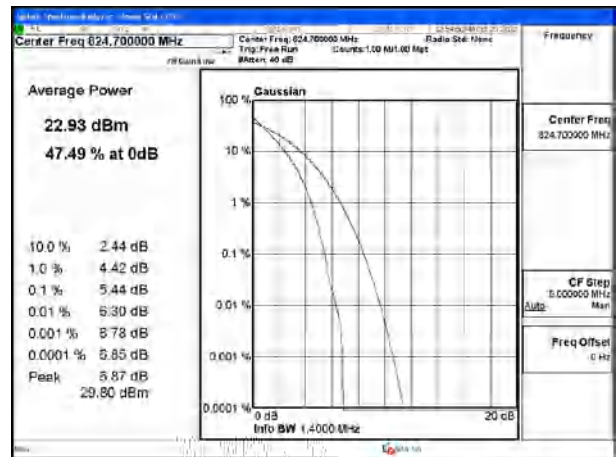 Center Freq 824.700000 MHz
Center Freq: 824.700000 MHz
Radio Std: None
Trig: Free Run
Counts:1.00 M/1.00 Mpt
#Atten: 40 dB
Frequency
Average Power
22.93 dBm
47.49 % at 0dB
10.0 % 2.44 dB
1.0 % 4.42 dB
0.1 % 5.44 dB
0.01 % 6.30 dB
0.001 % 6.78 dB
0.0001 % 6.85 dB
Peak 6.87 dB
29.80 dBm
Gaussian
100 %
10 %
1 %
0.1 %
0.01 %
0.001 %
0.0001 %
0 dB
20 dB
Info BW 1.4000 MHz
Center Freq
824.700000 MHz
CF Step
5.000000 MHz
Auto Man
Freq Offset
0 Hz